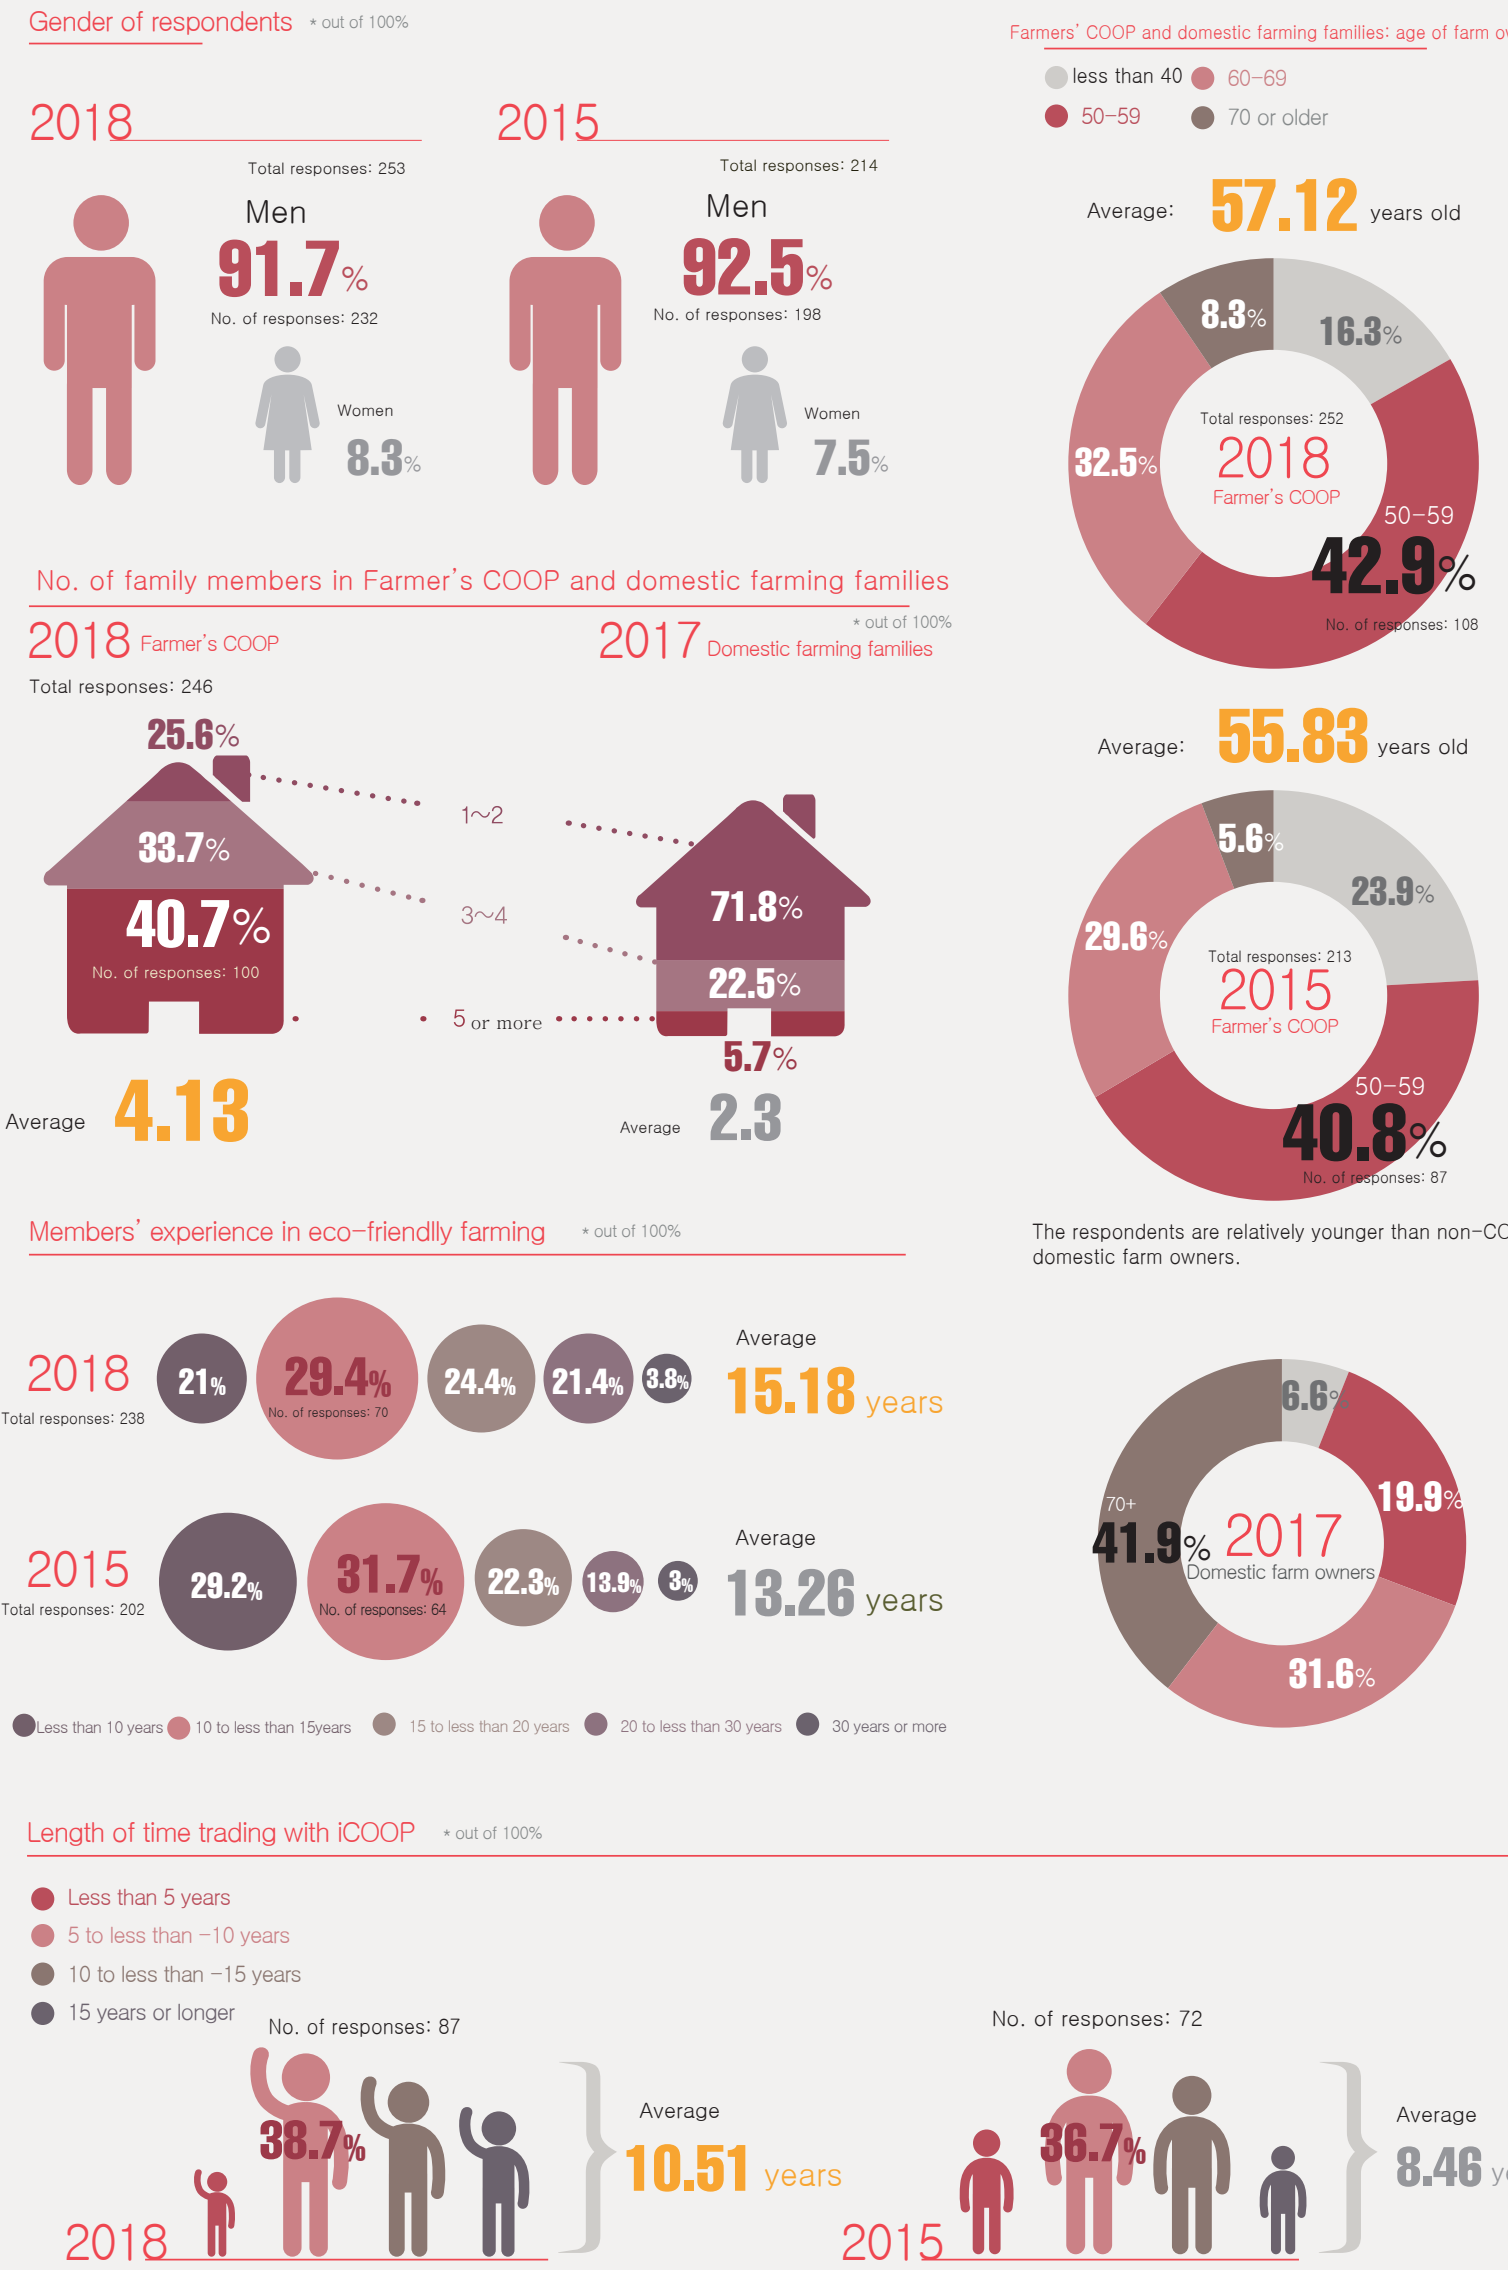 Gender of respondents * out of 100%
2018
Total responses: 253
Men
91.7%
No. of responses: 232
Women
8.3%
2015
Total responses: 214
Men
92.5%
No. of responses: 198
Women
7.5%
No. of family members in Farmer's COOP and domestic farming families
* out of 100%
2018 Farmer's COOP
Total responses: 246
2017 Domestic farming families
25.6%
33.7%
40.7%
No. of responses: 100
1~2
3~4
5 or more
71.8%
22.5%
5.7%
Average 4.13
Average 2.3
Members' experience in eco-friendlly farming * out of 100%
2018
Total responses: 238
21%
29.4%
No. of responses: 70
24.4%
21.4%
3.8%
Average
15.18 years
2015
Total responses: 202
29.2%
31.7%
No. of responses: 64
22.3%
13.9%
3%
Average
13.26 years
Less than 10 years
10 to less than 15years
15 to less than 20 years
20 to less than 30 years
30 years or more
Farmers' COOP and domestic farming families: age of farm
less than 40
60-69
50-59
70 or older
Average: 57.12 years old
8.3%
16.3%
32.5%
Total responses: 252
2018
Farmer's COOP
50-59
42.9%
No. of responses: 108
Average: 55.83 years old
5.6%
23.9%
29.6%
Total responses: 213
2015
Farmer's COOP
50-59
40.8%
No. of responses: 87
The respondents are relatively younger than
domestic farm owners.
6.6%
19.9%
70+
41.9%
2017
Domestic farm owners
31.6%
Length of time trading with iCOOP * out of 100%
Less than 5 years
5 to less than -10 years
10 to less than -15 years
15 years or longer
No. of responses: 87
38.7%
2018
Average
10.51 years
No. of responses: 72
36.7%
2015
Average
8.46